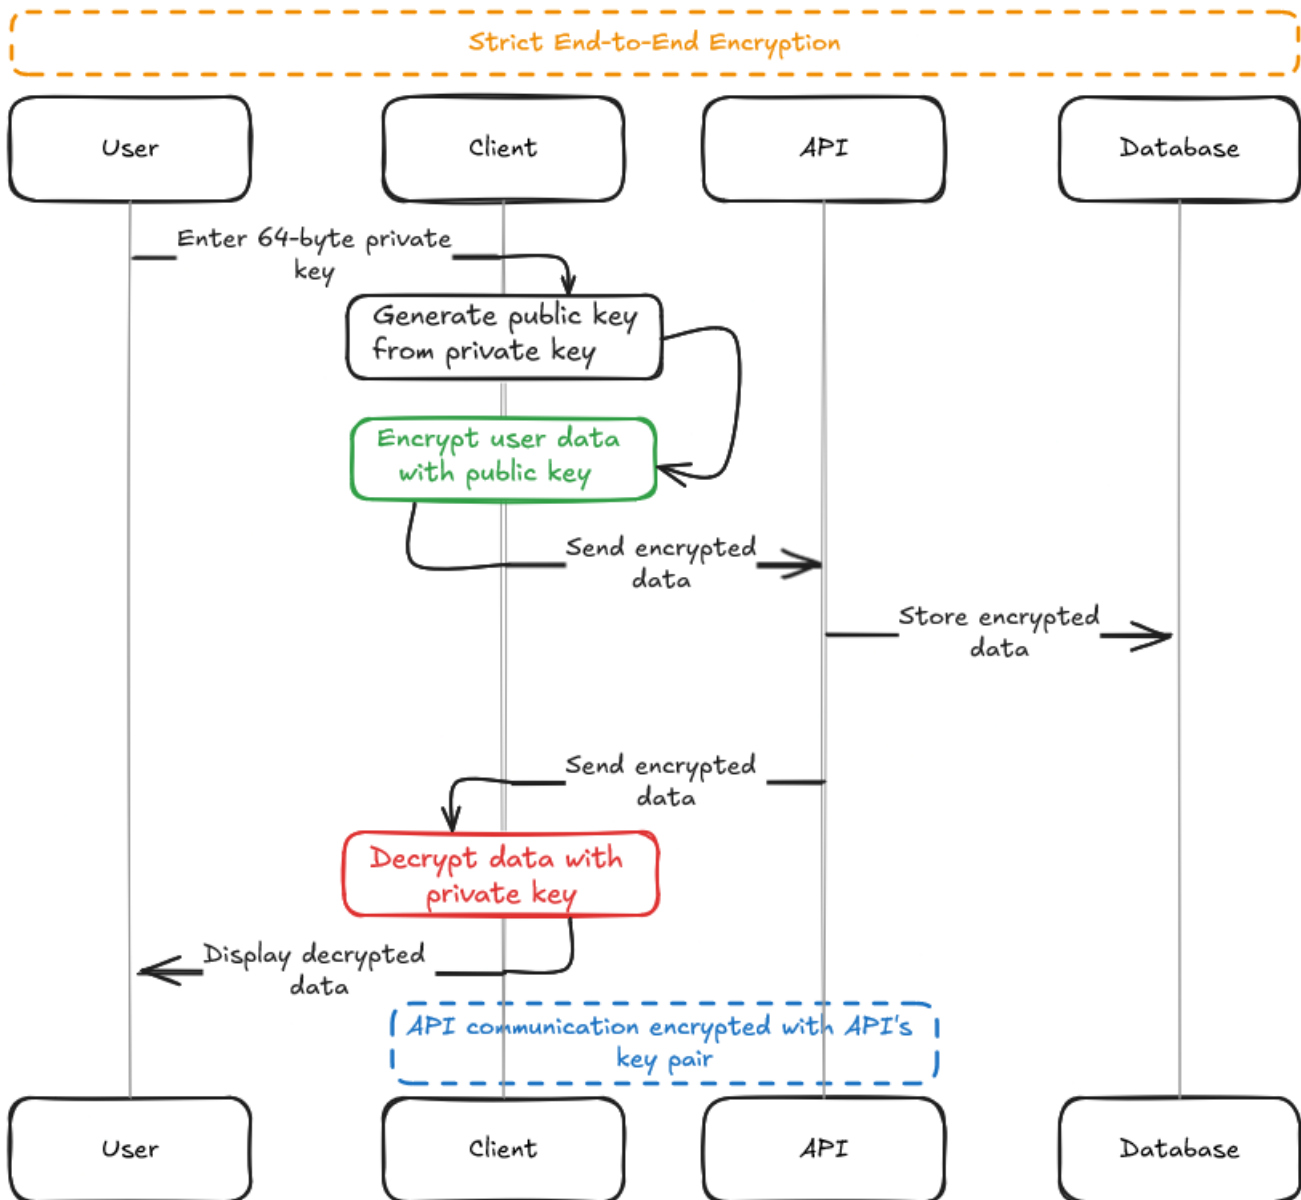 Strict End-to-End Encryption
User
Client
API
Database
Enter 64-byte private
key
Generate public key
from private key
Encrypt user data
with public key
Send encrypted
data
Store encrypted
data
Send encrypted
data
Decrypt data with
private key
Display decrypted
data
API communication encrypted with API's
key pair
User
Client
API
Database